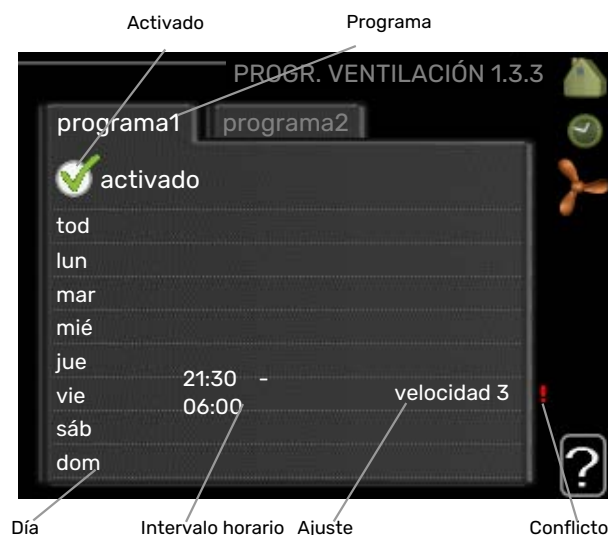 Activado Programa
PROGR. VENTILACIÓN 1.3.3
programa1 programa2
activado
tod
lun
mar
mié
jue
vie 21:30 - 06:00 velocidad 3 !
sáb
dom
?
Día Intervalo horario Ajuste Conflicto